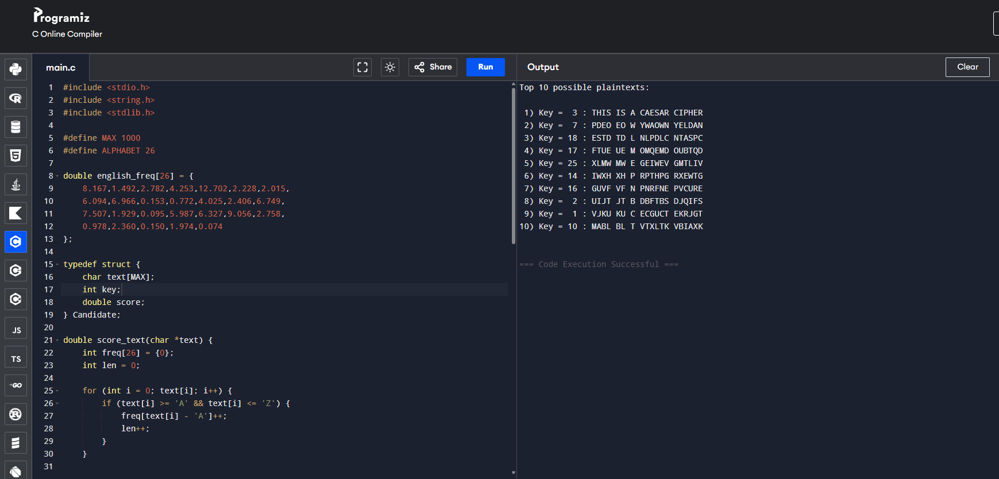 Programiz
C Online Compiler
main.c
Share
Run
Output
Clear
1 #include <stdio.h>
2 #include <string.h>
3 #include <stdlib.h>
4
5 #define MAX 1000
6 #define ALPHABET 26
7
8 double english_freq[26] = {
9     8.167,1.492,2.782,4.253,12.702,2.228,2.015,
10     6.094,6.966,0.153,0.772,4.025,2.406,6.749,
11     7.507,1.929,0.095,5.987,6.327,9.056,2.758,
12     0.978,2.360,0.150,1.974,0.074
13 };
14
15 typedef struct {
16     char text[MAX];
17     int key;
18     double score;
19 } Candidate;
20
21 double score_text(char *text) {
22     int freq[26] = {0};
23     int len = 0;
24
25     for (int i = 0; text[i]; i++) {
26         if (text[i] >= 'A' && text[i] <= 'Z') {
27             freq[text[i] - 'A']++;
28             len++;
29         }
30     }
31
Top 10 possible plaintexts:
1) Key =  3 : THIS IS A CAESAR CIPHER
2) Key =  7 : PDEO EO W YWAOWN YELDAN
3) Key = 18 : ESTD TD L NLPDLC NTASPC
4) Key = 17 : FTUE UE M OMQEMD OUBTQD
5) Key = 25 : XLMW MW E GEIWEV GMTLIV
6) Key = 14 : IWXH XH P RPTHPG RXEWTG
7) Key = 16 : GUVF VF N PNRFNE PVCURE
8) Key =  2 : UIJT JT B DBFTBS DJQIFS
9) Key =  1 : VJKU KU C ECGUCT EKRJGT
10) Key = 10 : MABL BL T VTXLTK VBIAXK
=== Code Execution Successful ===
R
5
C
C
C
JS
TS
GO
R